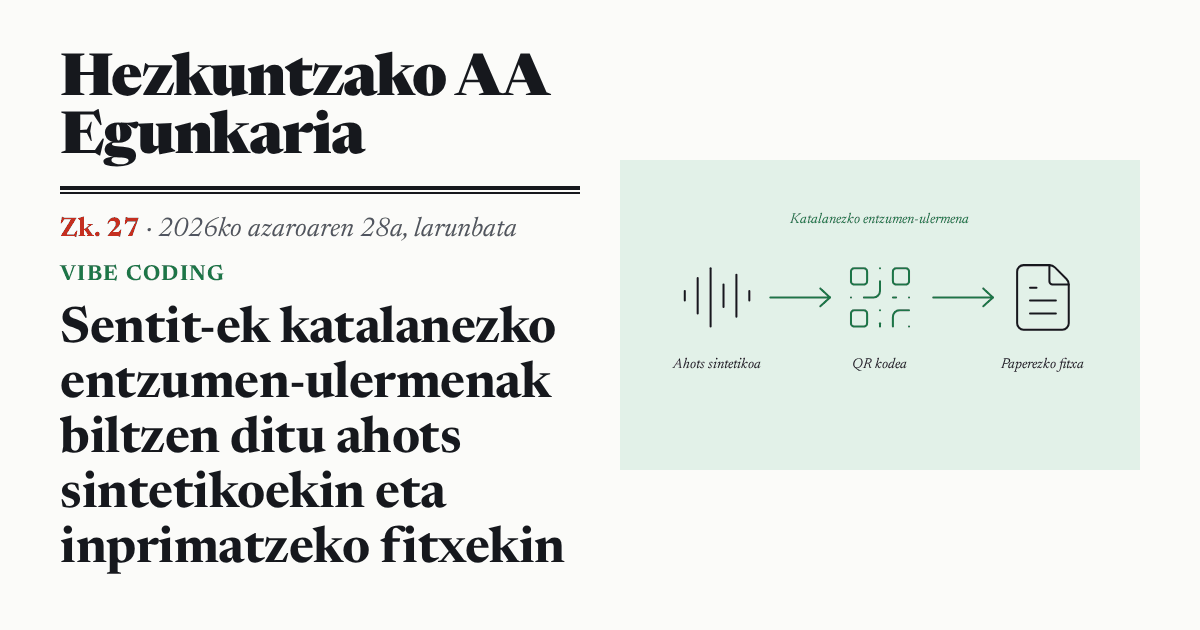 Hezkuntzako AA
Egunkaria
Zk. 27 · 2026ko azaroaren 28a, larunbata
VIBE CODING
Sentit-ek katalanezko
entzumen-ulermenak
biltzen ditu ahots
sintetikoekin eta
inprimatzeko fitxekin
Katalanezko entzumen-ulermena
Ahots sintetikoa
QR kodea
Paperezko fitxa